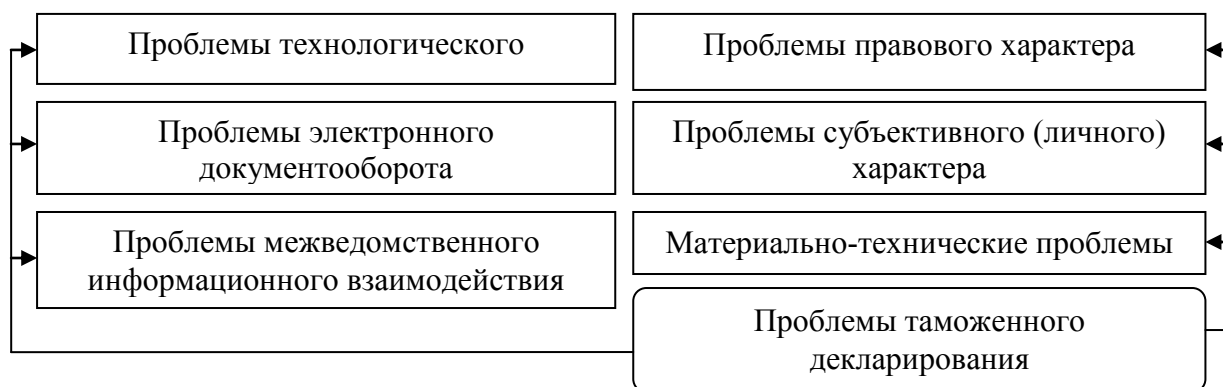 Проблемы технологического
Проблемы электронного
документооборота
Проблемы межведомственного
информационного взаимодействия
Проблемы правового характера
Проблемы субъективного (личного)
характера
Материально-технические проблемы
Проблемы таможенного
декларирования